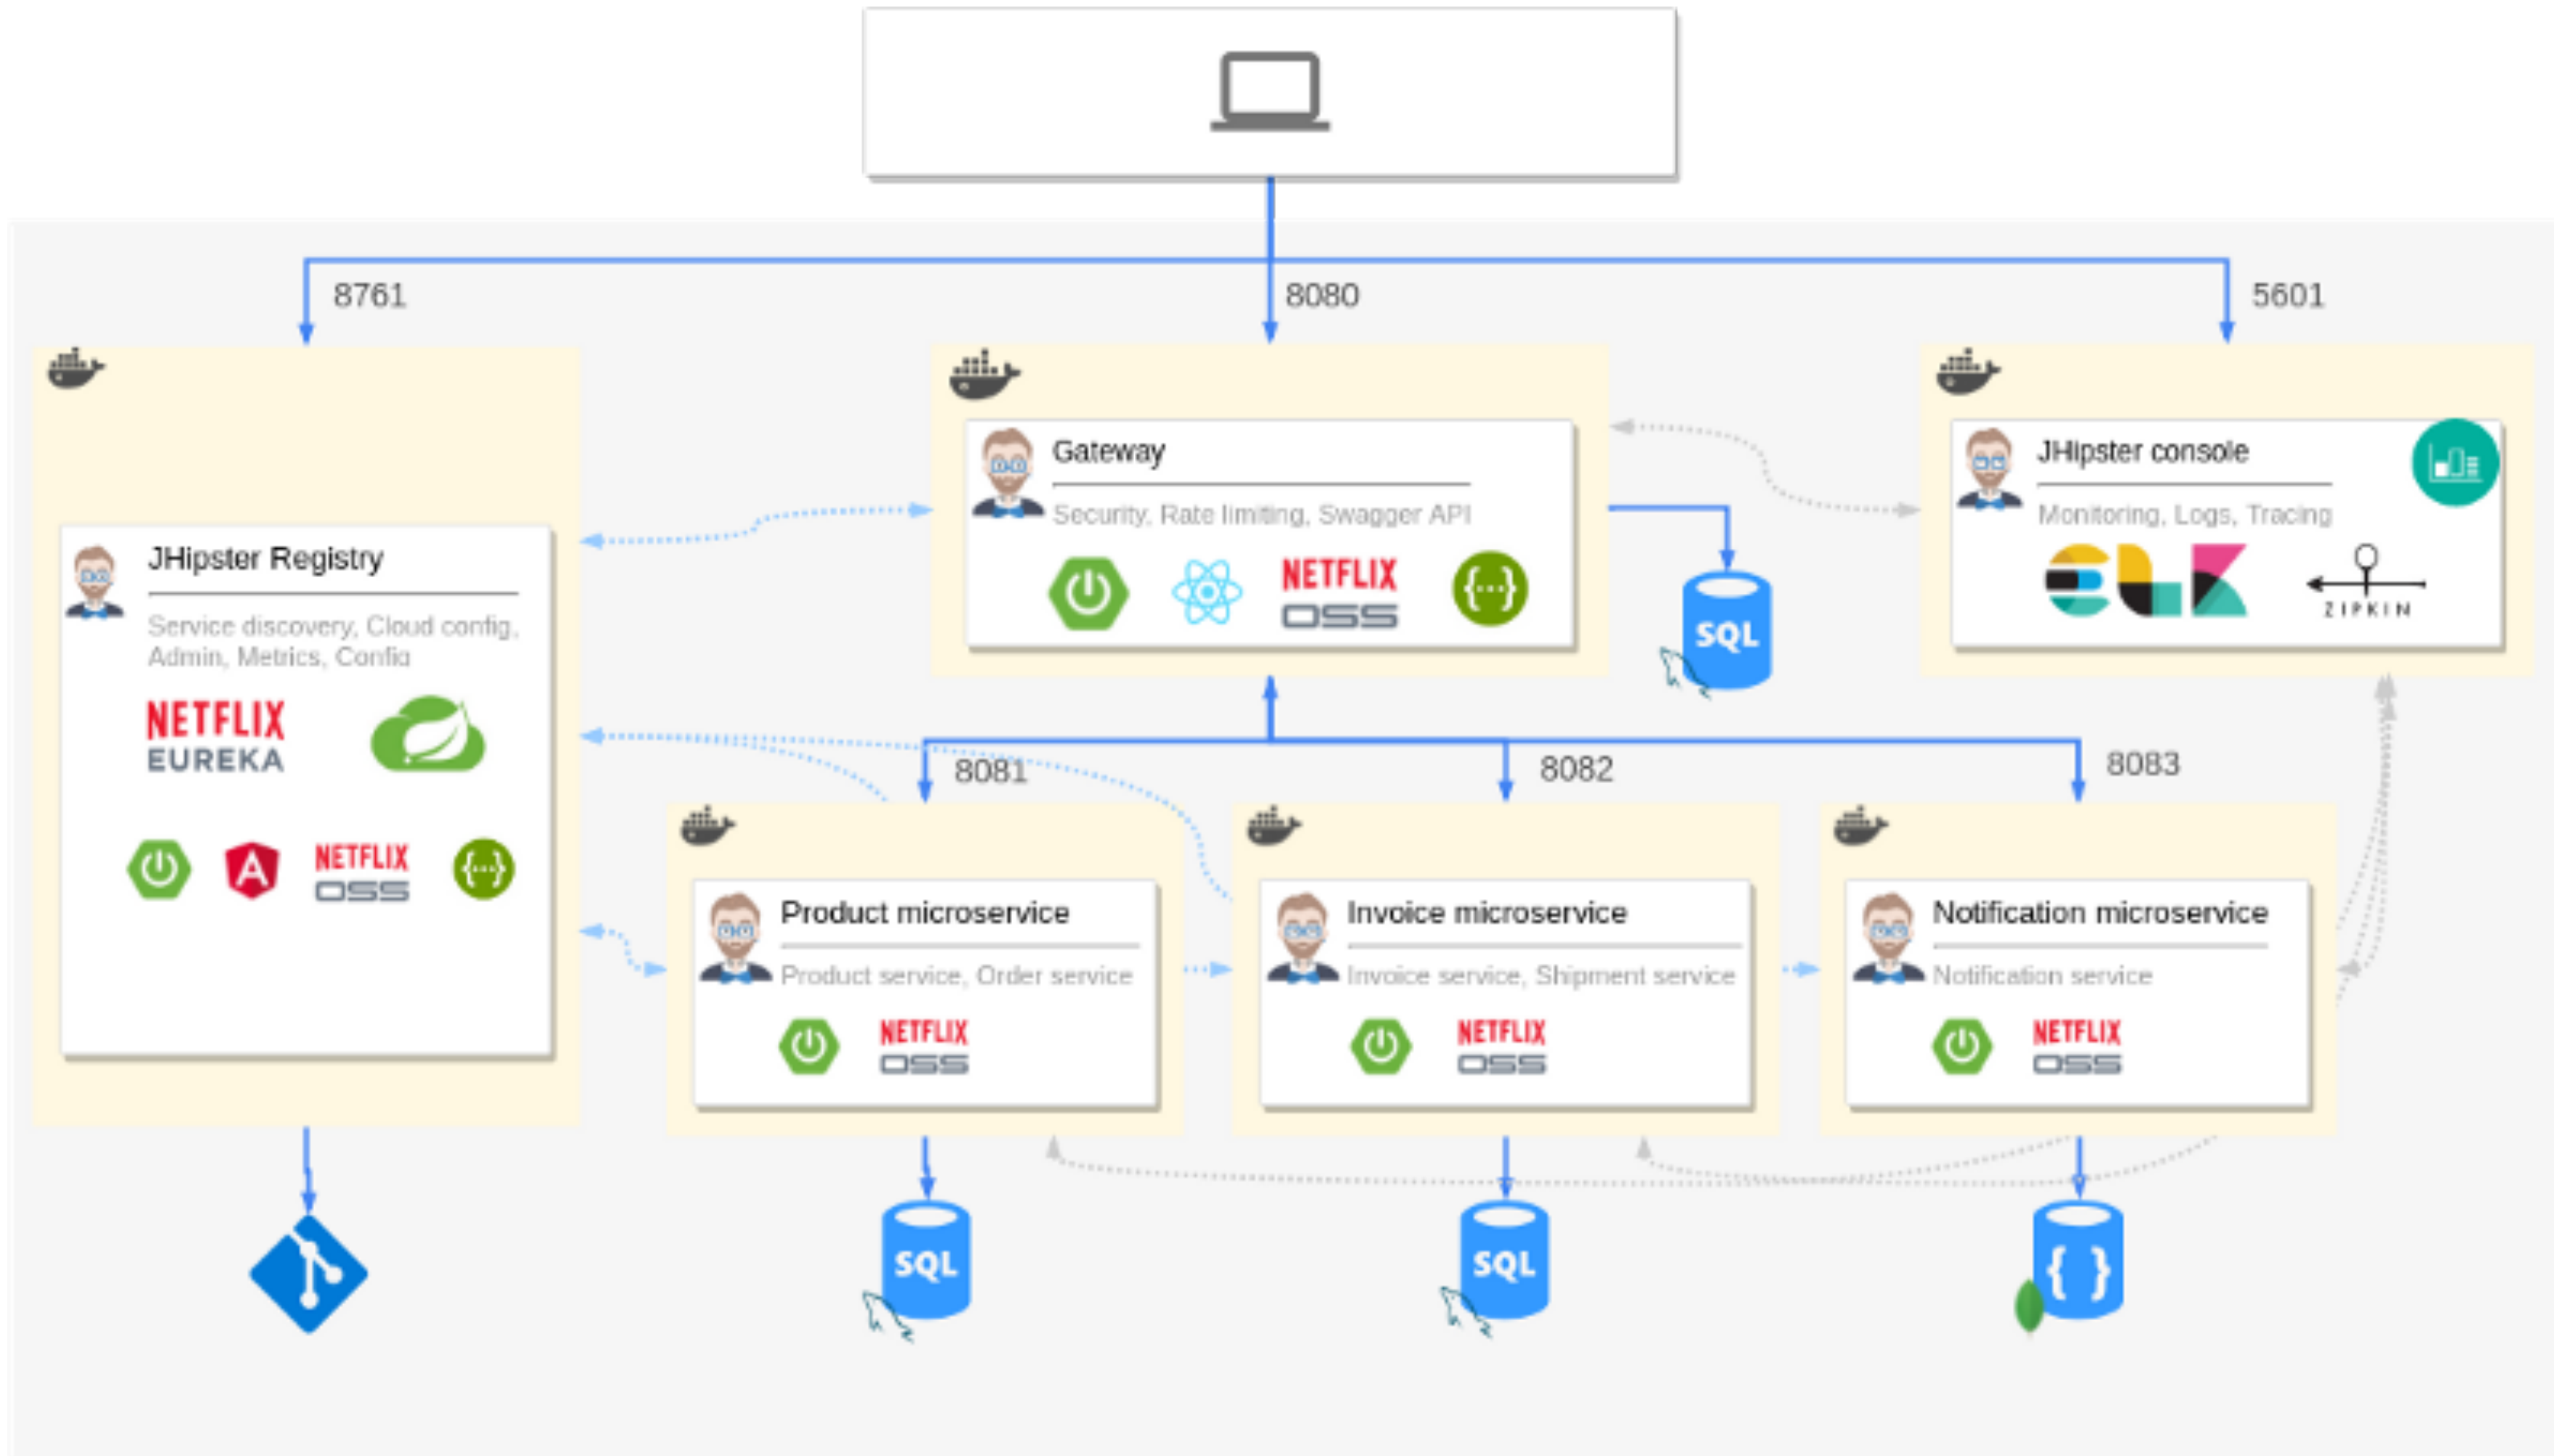 8761
8080
5601
Gateway
Security, Rate limiting, Swagger API
NETFLIX
OSS
{...}
SQL
JHipster console
Monitoring, Logs, Tracing
ZIPKIN
JHipster Registry
Service discovery, Cloud config,
Admin, Metrics, Config
NETFLIX
EUREKA
A
NETFLIX
OSS
{...}
8081
8082
8083
Product microservice
Product service, Order service
NETFLIX
OSS
Invoice microservice
Invoice service, Shipment service
NETFLIX
OSS
Notification microservice
Notification service
NETFLIX
OSS
SQL
SQL
{ }